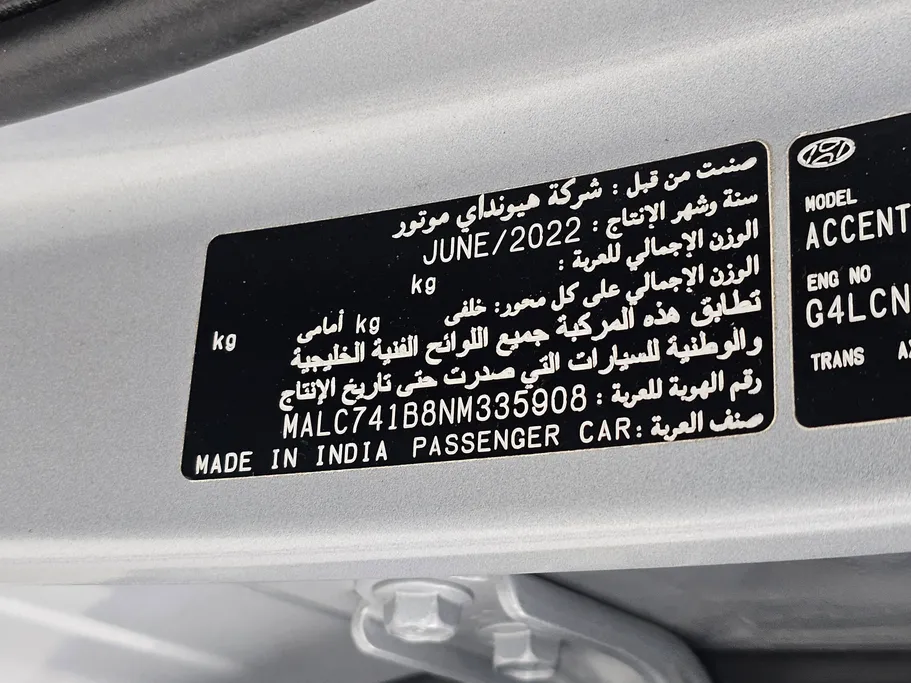 صنعت من قبل : شركة هيونداي موتور
سنة وشهر الإنتاج : JUNE/2022
الوزن الإجمالي للعربة :
kg
الوزن الإجمالي على كل محور: خلفى kg أمامى kg
تطابق هذه المركبة جميع اللوائح الفنية الخليجية
والوطنية للسيارات التي صدرت حتى تاريخ الإنتاج
رقم الهوية للعربة : MALC741B8NM335908
صنف العربة: PASSENGER CAR MADE IN INDIA
MODEL
ACCENT
ENG NO
G4LCN
TRANS